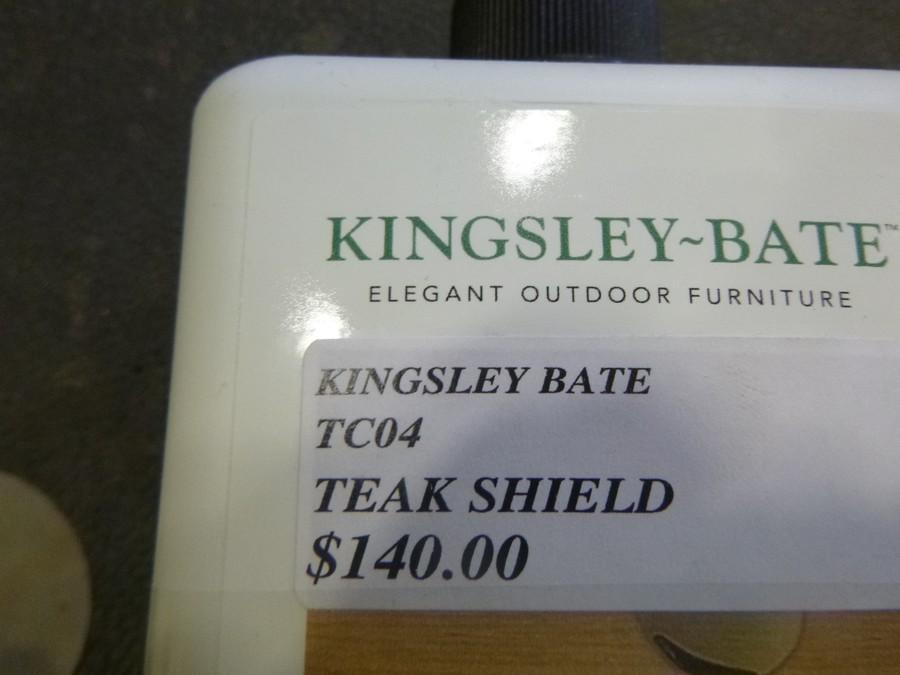 KINGSLEY~BATE™
ELEGANT OUTDOOR FURNITURE
KINGSLEY BATE
TC04
TEAK SHIELD
$140.00